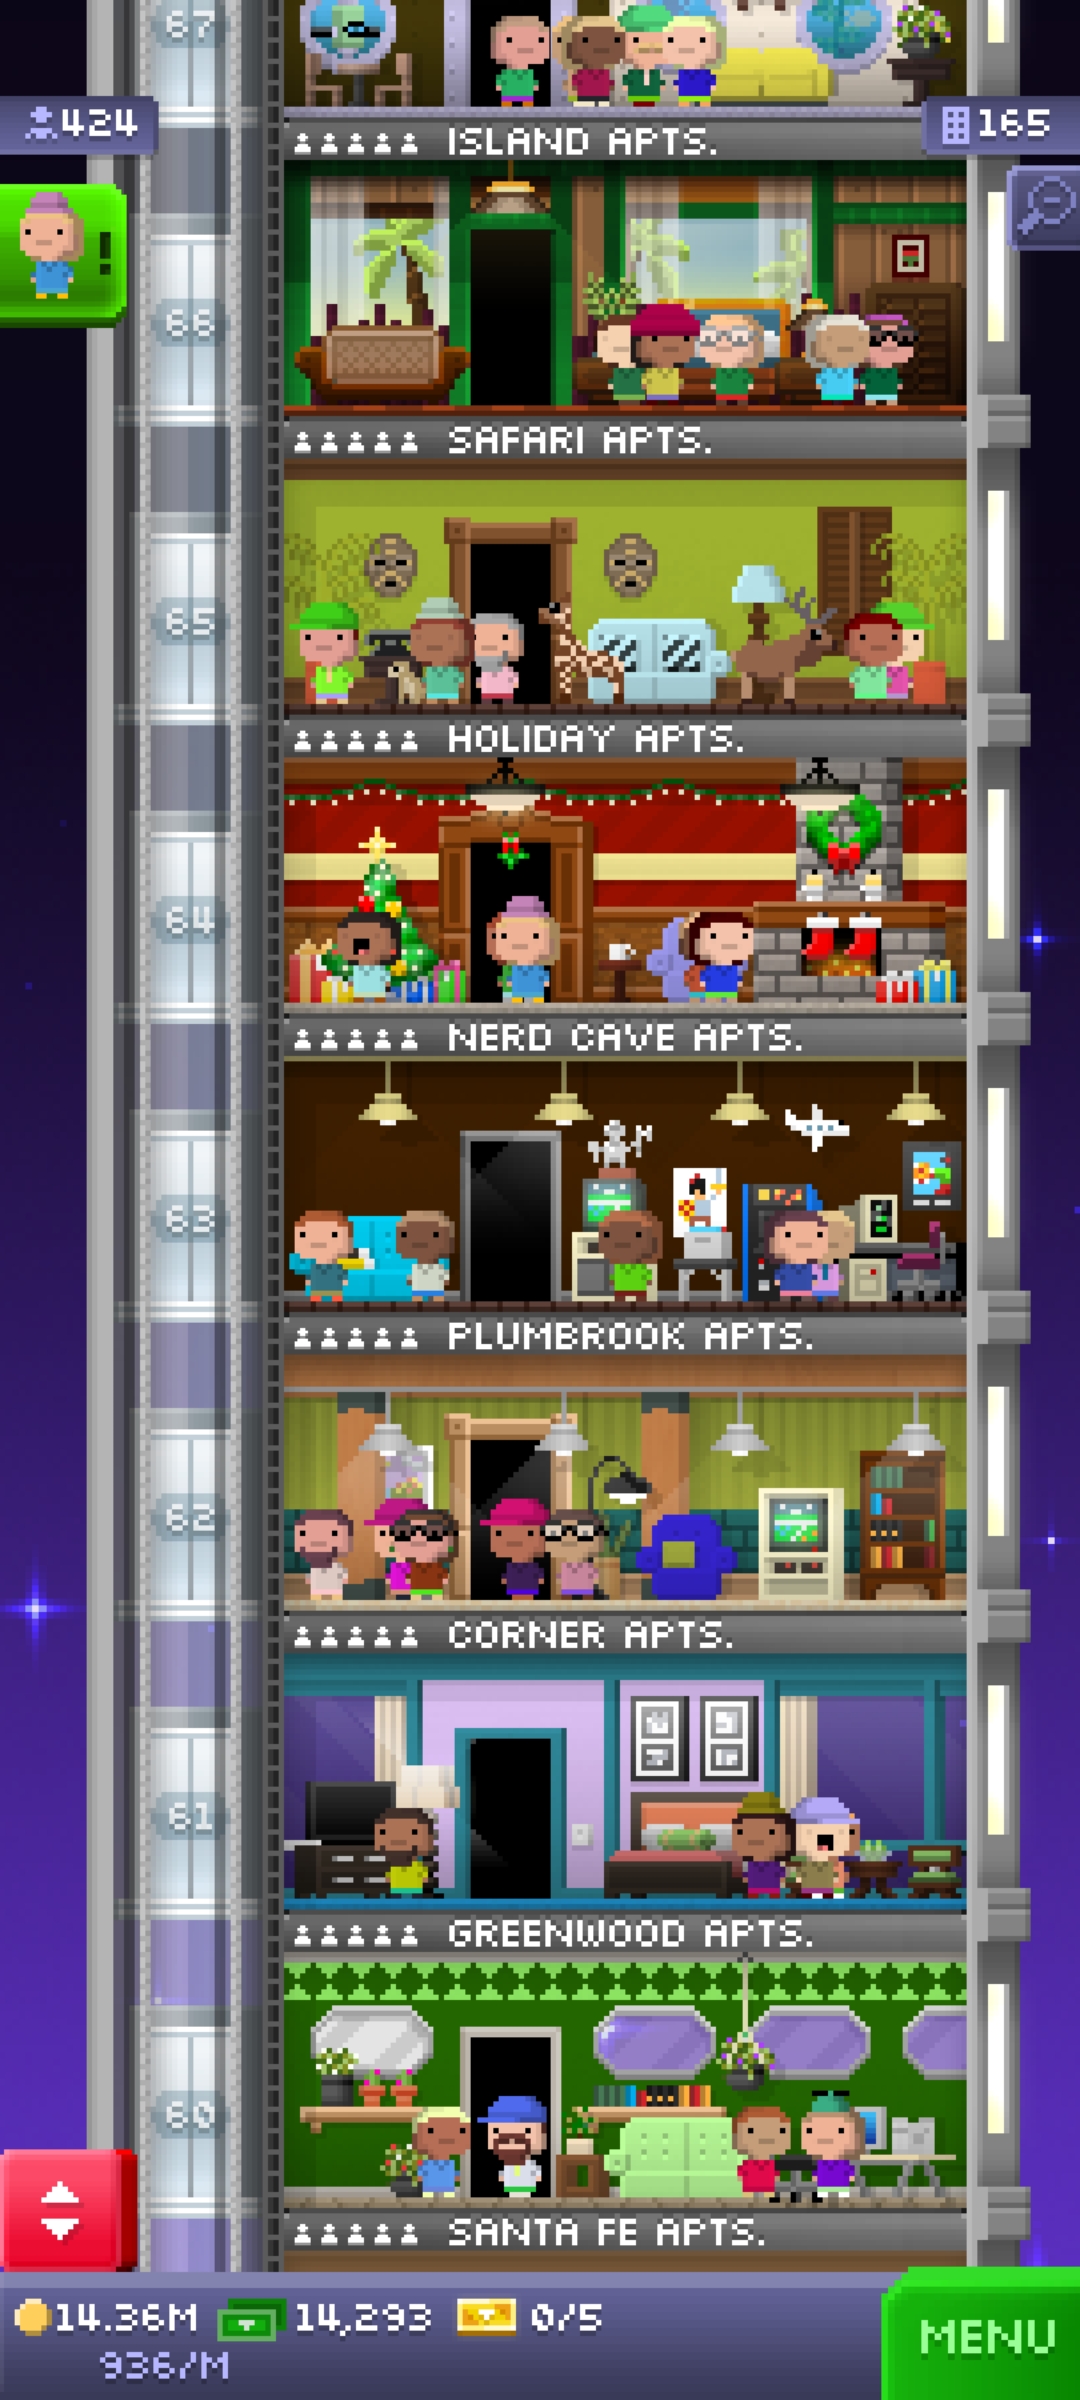 67
424
165
ISLAND APTS.
!
66
SAFARI APTS.
65
HOLIDAY APTS.
64
NERD CAVE APTS.
63
PLUMBROOK APTS.
62
CORNER APTS.
61
GREENWOOD APTS.
60
SANTA FE APTS.
14.36M 14,293 0/5
936/M
MENU